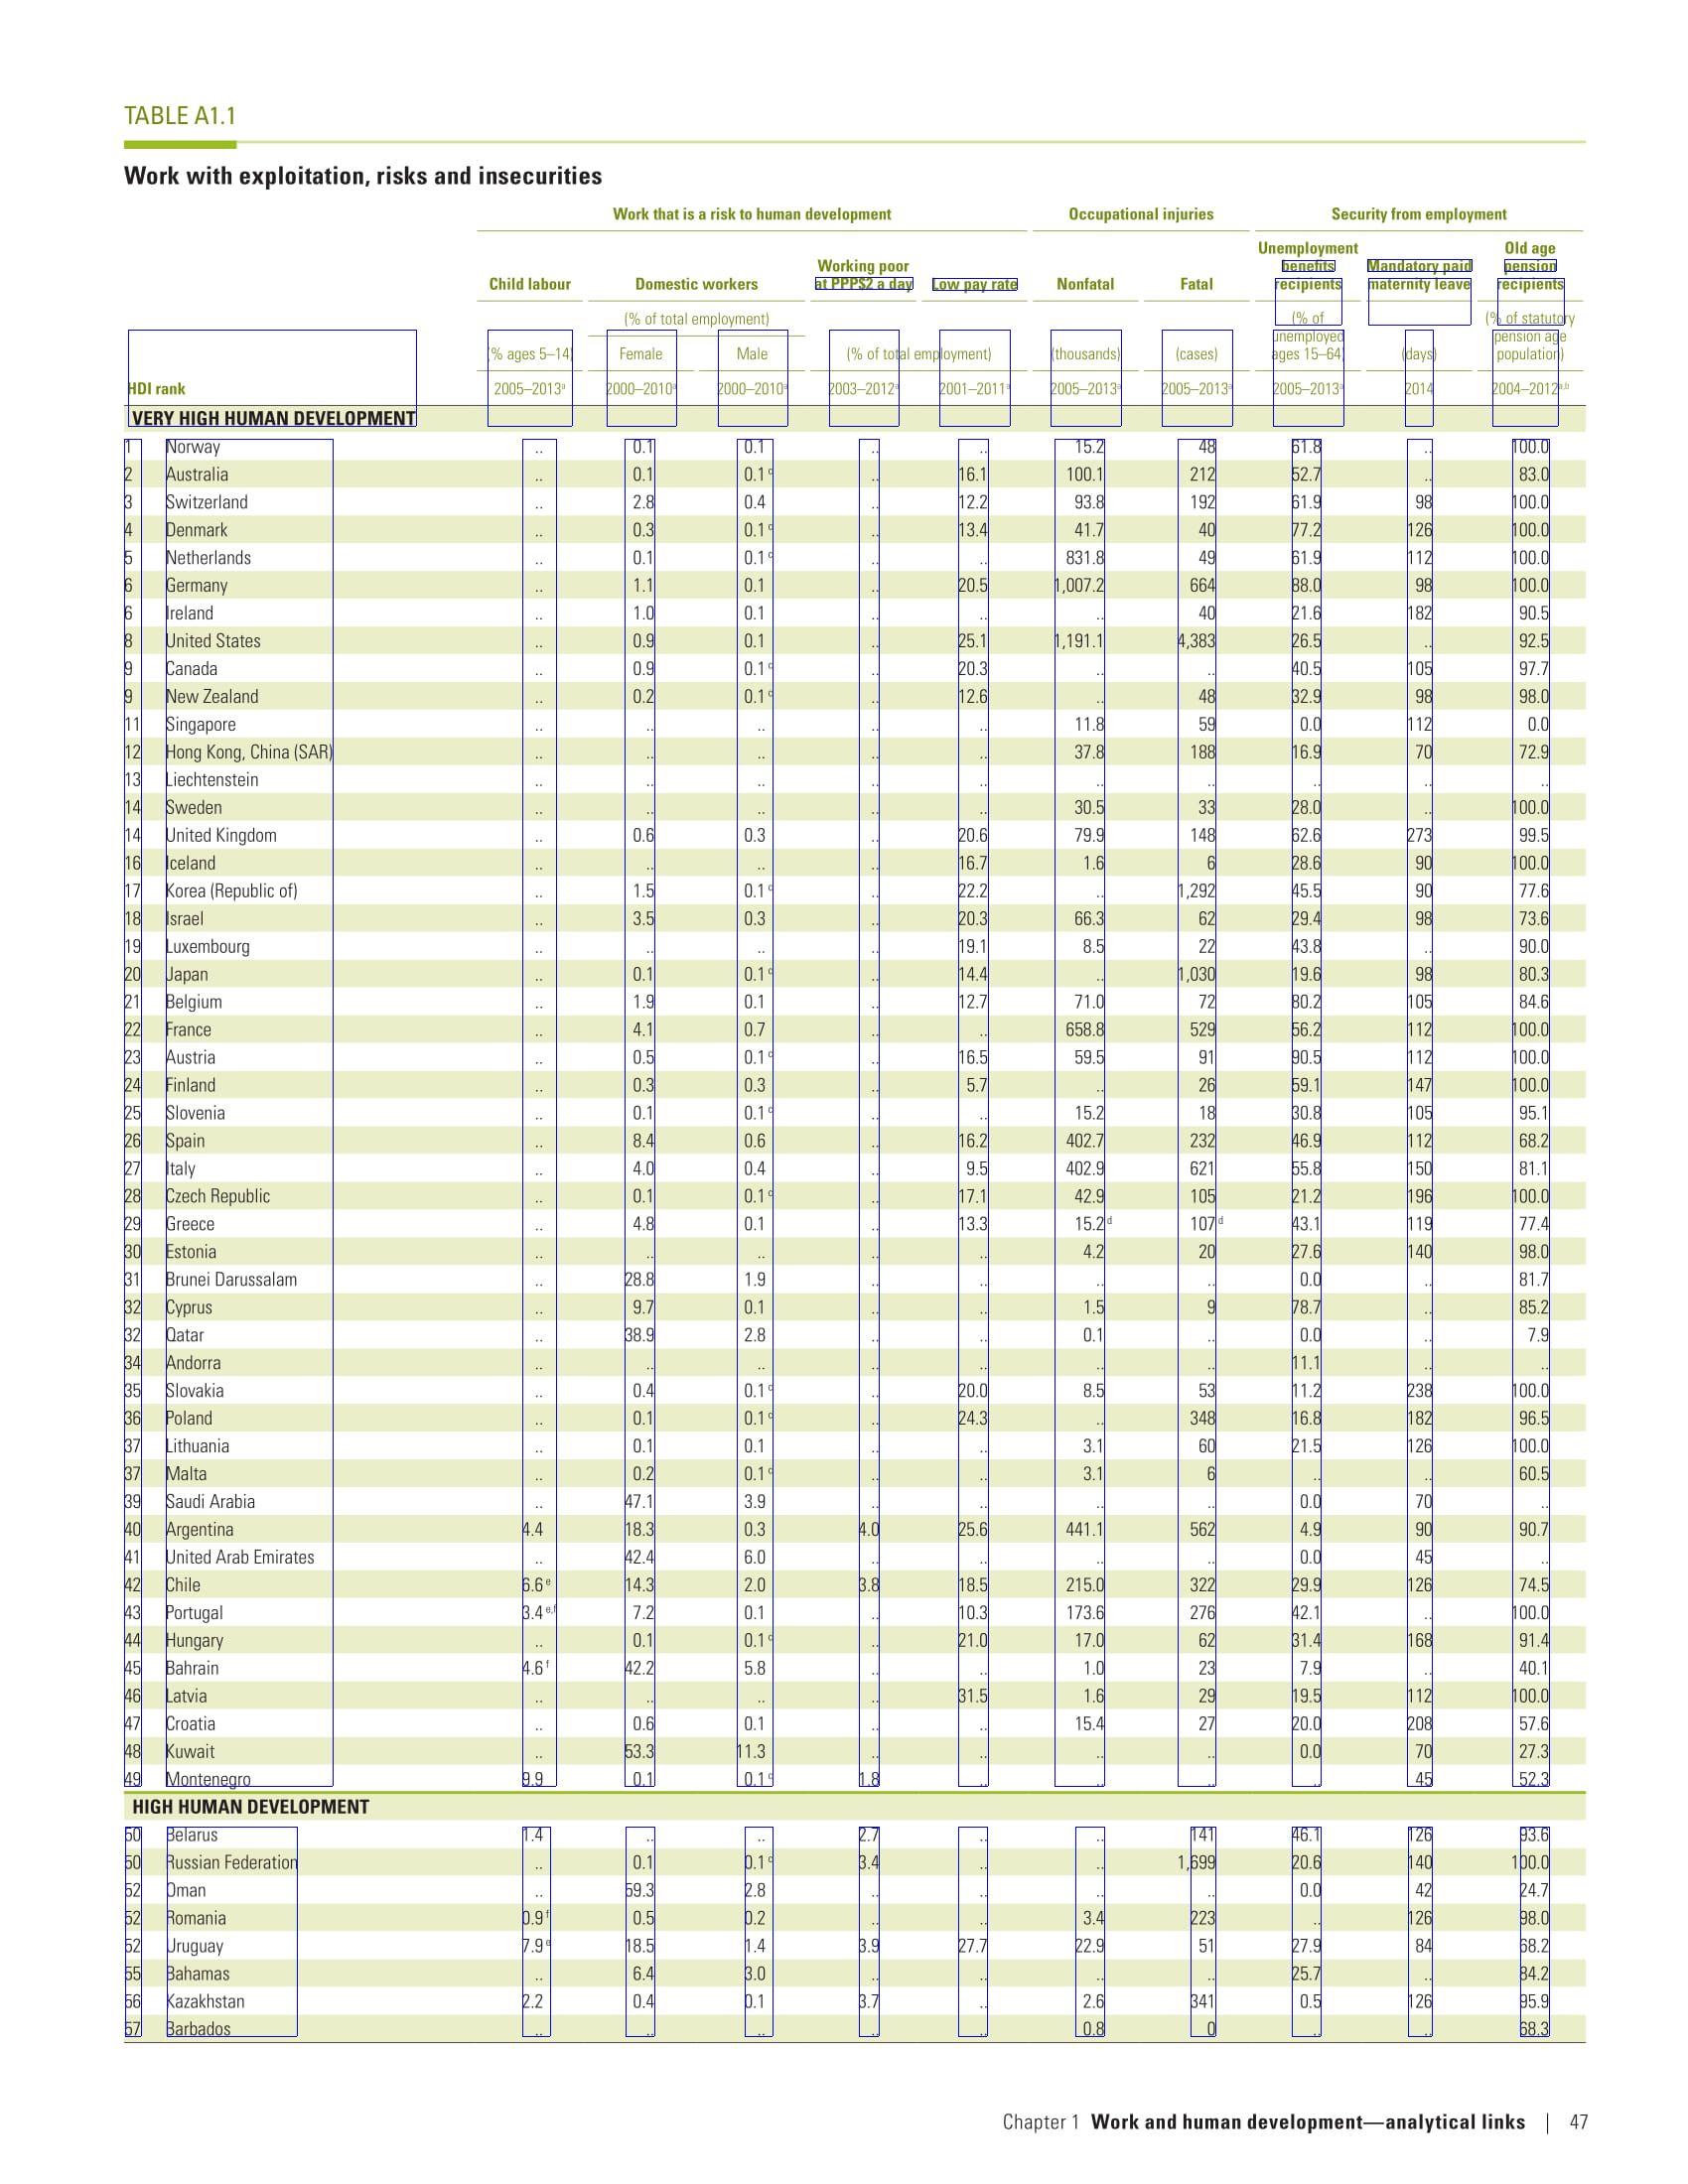 TABLE A1.1
Work with exploitation, risks and insecurities
Work that is a risk to human development Occupational injuries Security from employment
Child labour Domestic workers Working poor at PPP$2 a day Low pay rate Nonfatal Fatal Unemployment benefits recipients Mandatory paid maternity leave Old age pension recipients
(% of total employment) (% of unemployed ages 15–64) (% of statutory pension age population)
(% ages 5–14) Female Male (% of total employment) (thousands) (cases) (days)
HDI rank 2005–2013a 2000–2010a 2000–2010a 2003–2012a 2001–2011a 2005–2013a 2005–2013a 2005–2013a 2014 2004–2012a,b
VERY HIGH HUMAN DEVELOPMENT
1 Norway .. 0.1 0.1 .. .. 15.2 48 61.8 .. 100.0
2 Australia .. 0.1 0.1c .. 16.1 100.1 212 52.7 .. 83.0
3 Switzerland .. 2.8 0.4 .. 12.2 93.8 192 61.9 98 100.0
4 Denmark .. 0.3 0.1c .. 13.4 41.7 40 77.2 126 100.0
5 Netherlands .. 0.1 0.1c .. .. 831.8 49 61.9 112 100.0
6 Germany .. 1.1 0.1 .. 20.5 1,007.2 664 88.0 98 100.0
6 Ireland .. 1.0 0.1 .. .. .. 40 21.6 182 90.5
8 United States .. 0.9 0.1 .. 25.1 1,191.1 4,383 26.5 .. 92.5
9 Canada .. 0.9 0.1c .. 20.3 .. .. 40.5 105 97.7
9 New Zealand .. 0.2 0.1c .. 12.6 .. 48 32.9 98 98.0
11 Singapore .. .. .. .. .. 11.8 59 0.0 112 0.0
12 Hong Kong, China (SAR) .. .. .. .. .. 37.8 188 16.9 70 72.9
13 Liechtenstein .. .. .. .. .. .. .. .. .. ..
14 Sweden .. .. .. .. .. 30.5 33 28.0 .. 100.0
14 United Kingdom .. 0.6 0.3 .. 20.6 79.9 148 62.6 273 99.5
16 Iceland .. .. .. .. 16.7 1.6 6 28.6 90 100.0
17 Korea (Republic of) .. 1.5 0.1c .. 22.2 .. 1,292 45.5 90 77.6
18 Israel .. 3.5 0.3 .. 20.3 66.3 62 29.4 98 73.6
19 Luxembourg .. .. .. .. 19.1 8.5 22 43.8 .. 90.0
20 Japan .. 0.1 0.1c .. 14.4 .. 1,030 19.6 98 80.3
21 Belgium .. 1.9 0.1 .. 12.7 71.0 72 80.2 105 84.6
22 France .. 4.1 0.7 .. .. 658.8 529 56.2 112 100.0
23 Austria .. 0.5 0.1c .. 16.5 59.5 91 90.5 112 100.0
24 Finland .. 0.3 0.3 .. 5.7 .. 26 59.1 147 100.0
25 Slovenia .. 0.1 0.1c .. .. 15.2 18 30.8 105 95.1
26 Spain .. 8.4 0.6 .. 16.2 402.7 232 46.9 112 68.2
27 Italy .. 4.0 0.4 .. 9.5 402.9 621 55.8 150 81.1
28 Czech Republic .. 0.1 0.1c .. 17.1 42.9 105 21.2 196 100.0
29 Greece .. 4.8 0.1 .. 13.3 15.2d 107d 43.1 119 77.4
30 Estonia .. .. .. .. .. 4.2 20 27.6 140 98.0
31 Brunei Darussalam .. 28.8 1.9 .. .. .. .. 0.0 .. 81.7
32 Cyprus .. 9.7 0.1 .. .. 1.5 9 78.7 .. 85.2
32 Qatar .. 38.9 2.8 .. .. 0.1 .. 0.0 .. 7.9
34 Andorra .. .. .. .. .. .. .. 11.1 .. ..
35 Slovakia .. 0.4 0.1c .. 20.0 8.5 53 11.2 238 100.0
36 Poland .. 0.1 0.1c .. 24.3 .. 348 16.8 182 96.5
37 Lithuania .. 0.1 0.1 .. .. 3.1 60 21.5 126 100.0
37 Malta .. 0.2 0.1c .. .. 3.1 6 .. .. 60.5
39 Saudi Arabia .. 47.1 3.9 .. .. .. .. 0.0 70 ..
40 Argentina 4.4 18.3 0.3 4.0 25.6 441.1 562 4.9 90 90.7
41 United Arab Emirates .. 42.4 6.0 .. .. .. .. 0.0 45 ..
42 Chile 6.6e 14.3 2.0 3.8 18.5 215.0 322 29.9 126 74.5
43 Portugal 3.4e,f 7.2 0.1 .. 10.3 173.6 276 42.1 .. 100.0
44 Hungary .. 0.1 0.1c .. 21.0 17.0 62 31.4 168 91.4
45 Bahrain 4.6f 42.2 5.8 .. .. 1.0 23 7.9 .. 40.1
46 Latvia .. .. .. .. 31.5 1.6 29 19.5 112 100.0
47 Croatia .. 0.6 0.1 .. .. 15.4 27 20.0 208 57.6
48 Kuwait .. 53.3 11.3 .. .. .. .. 0.0 70 27.3
49 Montenegro 9.9 0.1 0.1c 1.8 .. .. .. .. 45 52.3
HIGH HUMAN DEVELOPMENT
50 Belarus 1.4 .. .. 2.7 .. .. 141 46.1 126 93.6
50 Russian Federation .. 0.1 0.1c 3.4 .. .. 1,699 20.6 140 100.0
52 Oman .. 59.3 2.8 .. .. .. .. 0.0 42 24.7
52 Romania 0.9f 0.5 0.2 .. .. 3.4 223 .. 126 98.0
52 Uruguay 7.9e 18.5 1.4 3.9 27.7 22.9 51 27.9 84 68.2
55 Bahamas .. 6.4 3.0 .. .. .. .. 25.7 .. 84.2
56 Kazakhstan 2.2 0.4 0.1 3.7 .. 2.6 341 0.5 126 95.9
57 Barbados .. .. .. .. .. 0.8 0 .. .. 68.3
Chapter 1 Work and human development—analytical links | 47